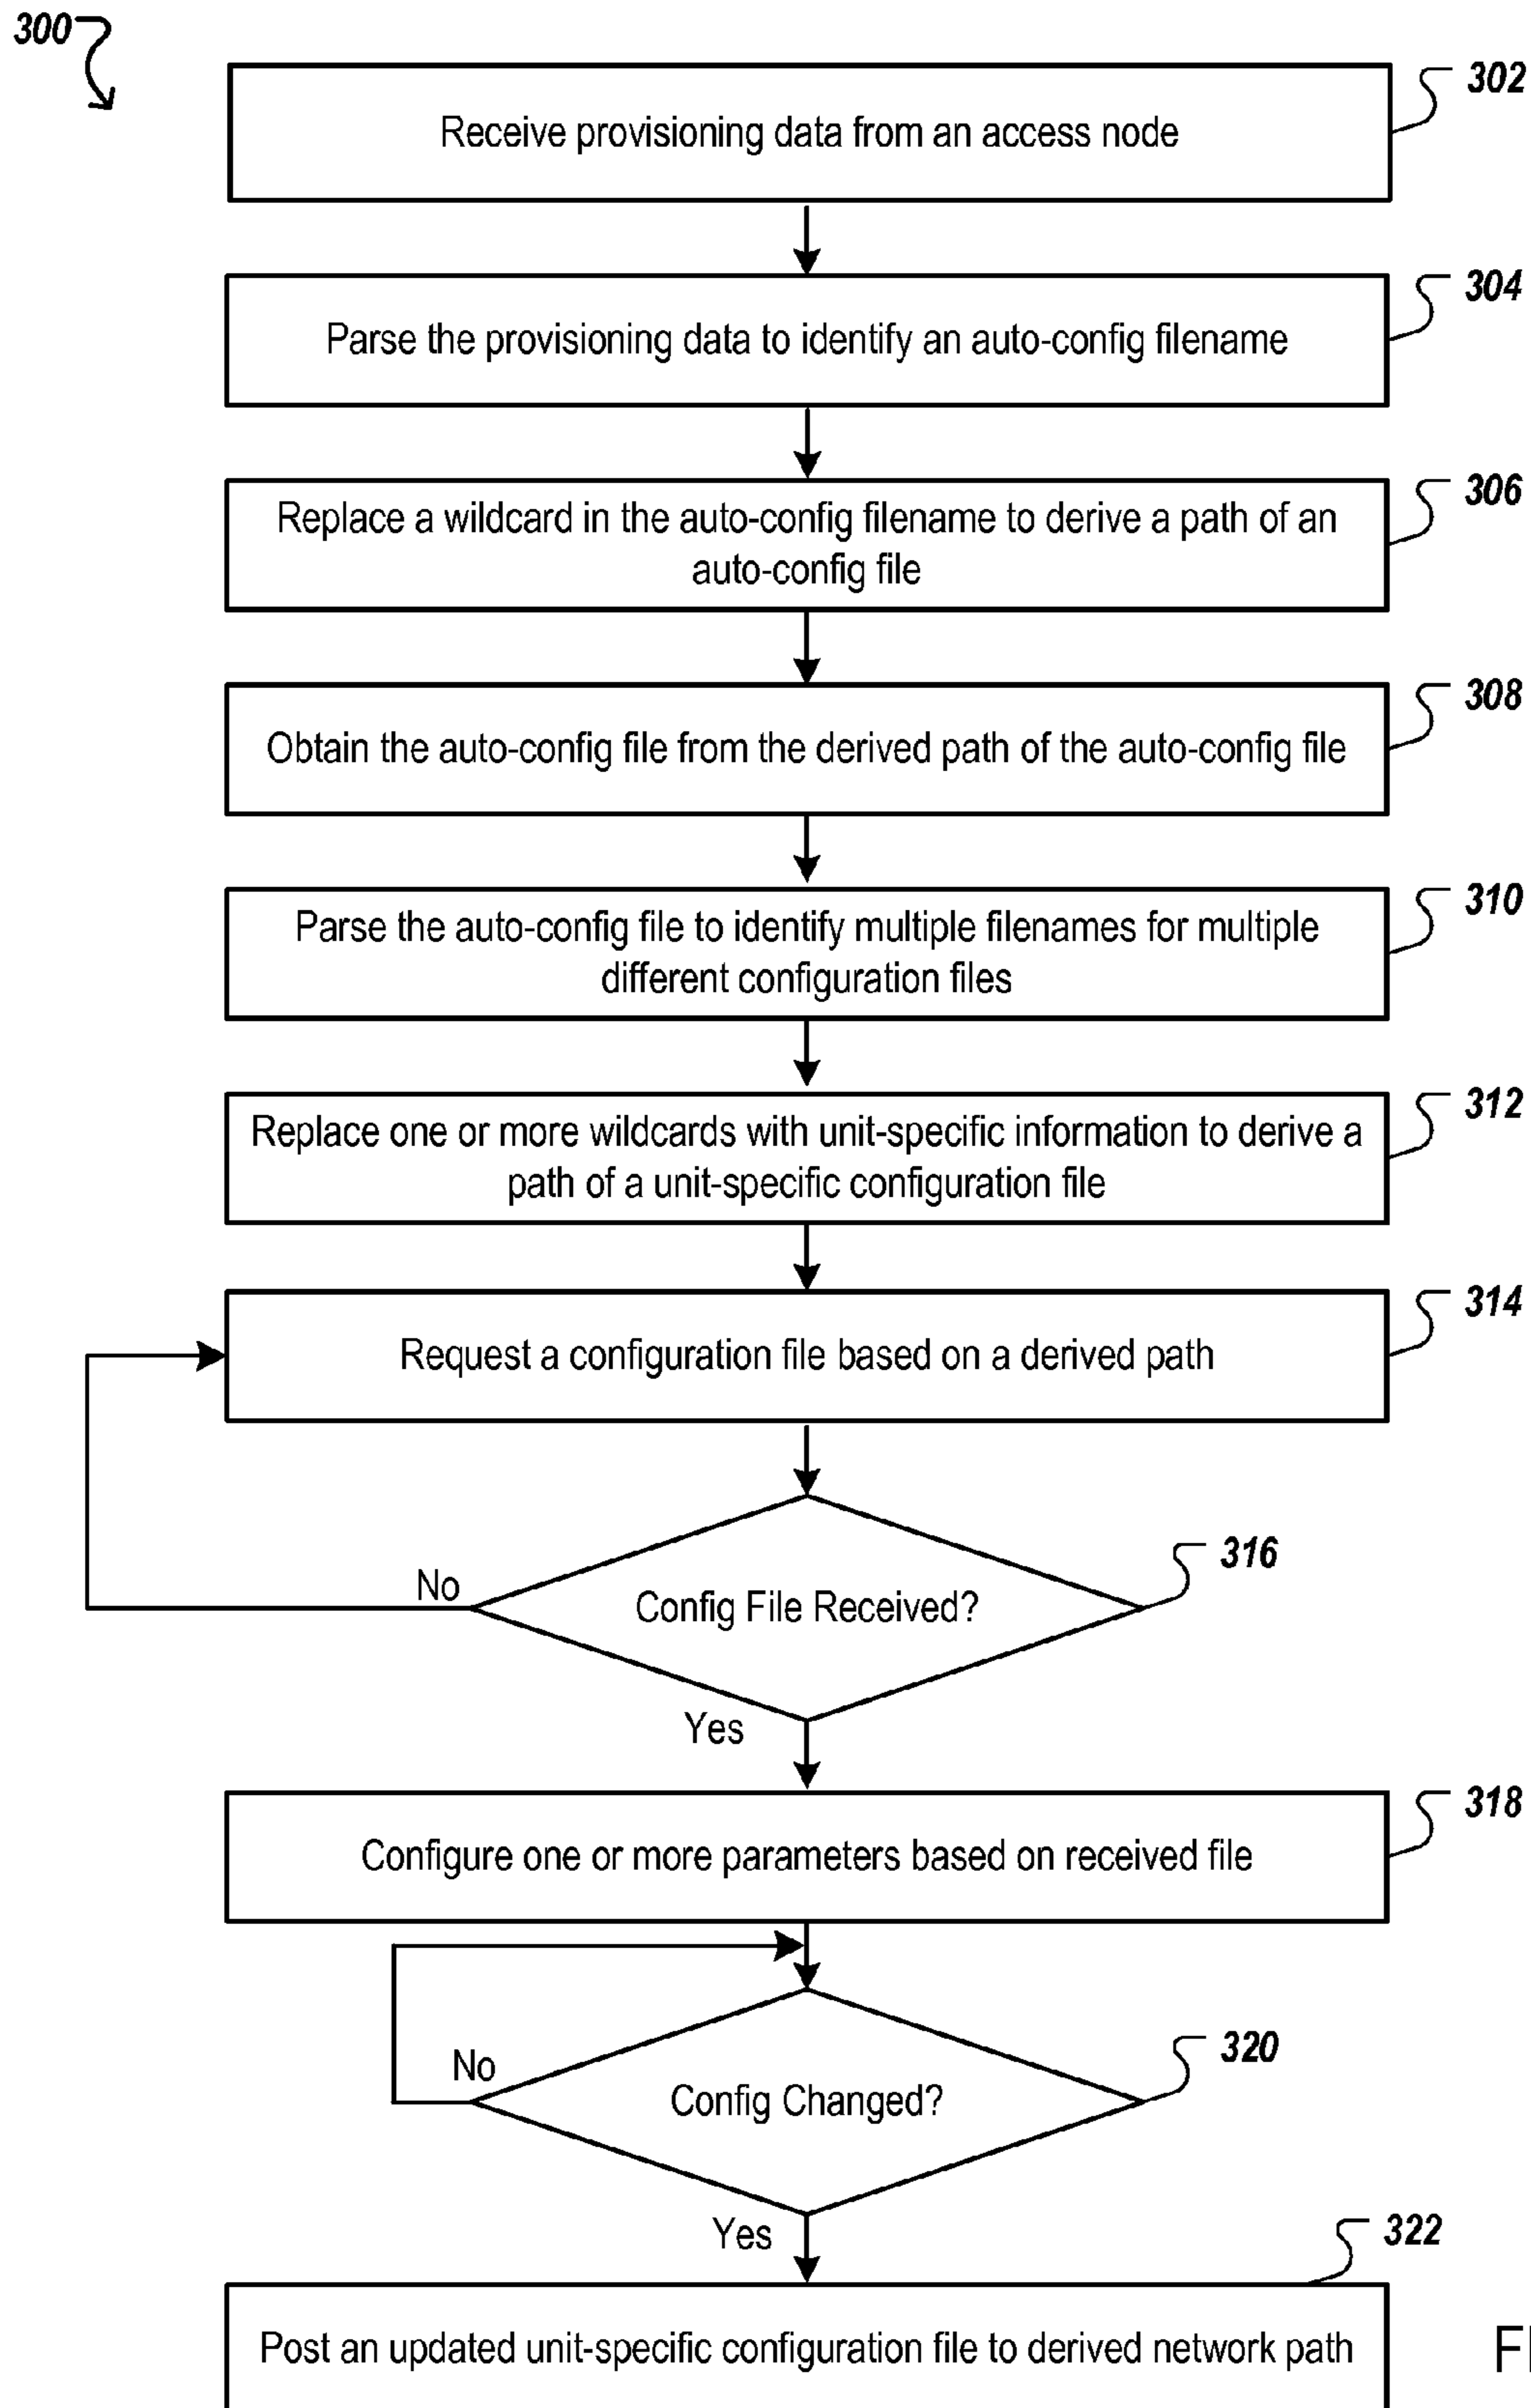 300
302
Receive provisioning data from an access node
304
Parse the provisioning data to identify an auto-config filename
306
Replace a wildcard in the auto-config filename to derive a path of an
auto-config file
308
Obtain the auto-config file from the derived path of the auto-config file
310
Parse the auto-config file to identify multiple filenames for multiple
different configuration files
312
Replace one or more wildcards with unit-specific information to derive a
path of a unit-specific configuration file
314
Request a configuration file based on a derived path
316
No
Config File Received?
Yes
318
Configure one or more parameters based on received file
320
No
Config Changed?
Yes
322
Post an updated unit-specific configuration file to derived network path